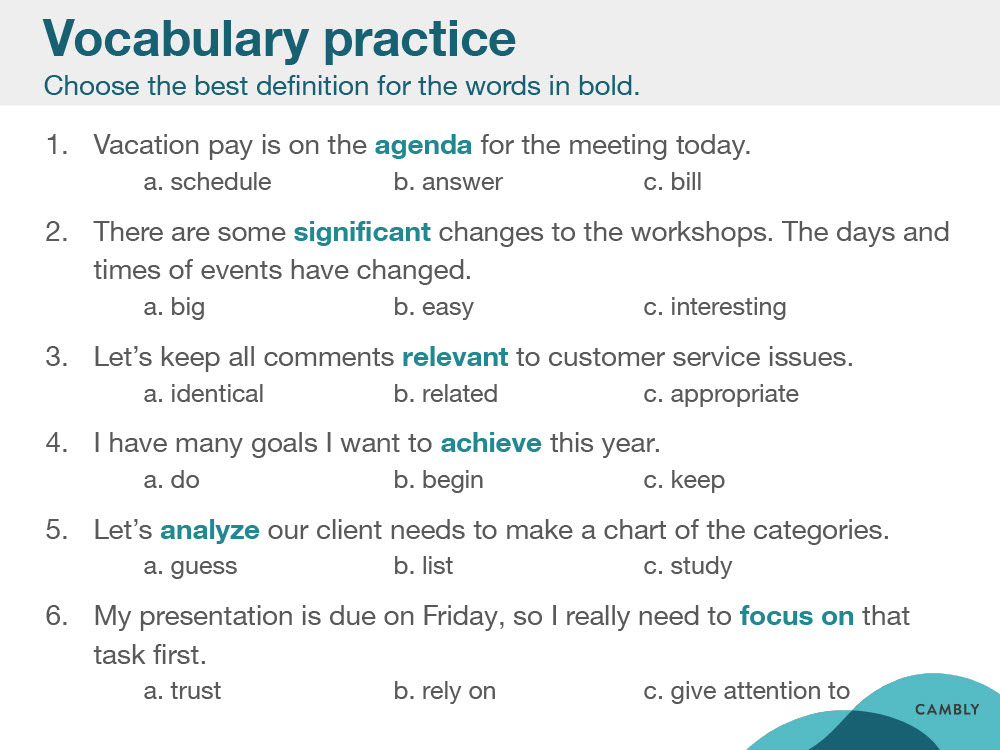 Vocabulary practice
Choose the best definition for the words in bold.
1. Vacation pay is on the agenda for the meeting today.
a. schedule b. answer c. bill
2. There are some significant changes to the workshops. The days and
times of events have changed.
a. big b. easy c. interesting
3. Let’s keep all comments relevant to customer service issues.
a. identical b. related c. appropriate
4. I have many goals I want to achieve this year.
a. do b. begin c. keep
5. Let’s analyze our client needs to make a chart of the categories.
a. guess b. list c. study
6. My presentation is due on Friday, so I really need to focus on that
task first.
a. trust b. rely on c. give attention to
CAMBLY